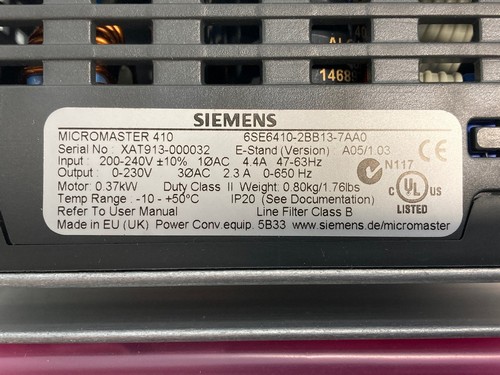 14689
SIEMENS
MICROMASTER 410 6SE6410-2BB13-7AA0
Serial No : XAT913-000032 E-Stand (Version) A05/1.03
Input : 200-240V ±10% 1ØAC 4.4A 47-63Hz
N117
Output : 0-230V 3ØAC 2.3 A 0-650 Hz
Motor: 0.37kW Duty Class II Weight: 0.80kg/1.76lbs
Temp Range : -10 - +50°C IP20 (See Documentation)
C UL US
LISTED
Refer To User Manual Line Filter Class B
Made in EU (UK) Power Conv.equip. 5B33 www.siemens.de/micromaster
CE